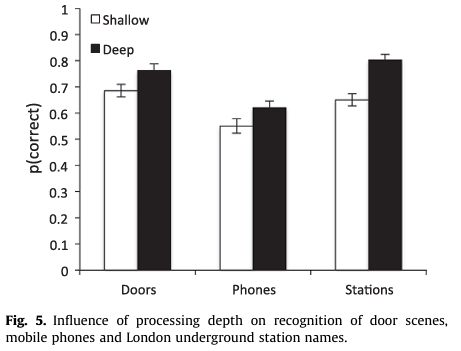 1
0.9
0.8
0.7
0.6
0.5
0.4
0.3
0.2
0.1
0
p(correct)
Shallow
Deep
Doors Phones Stations
Fig. 5. Influence of processing depth on recognition of door scenes,
mobile phones and London underground station names.